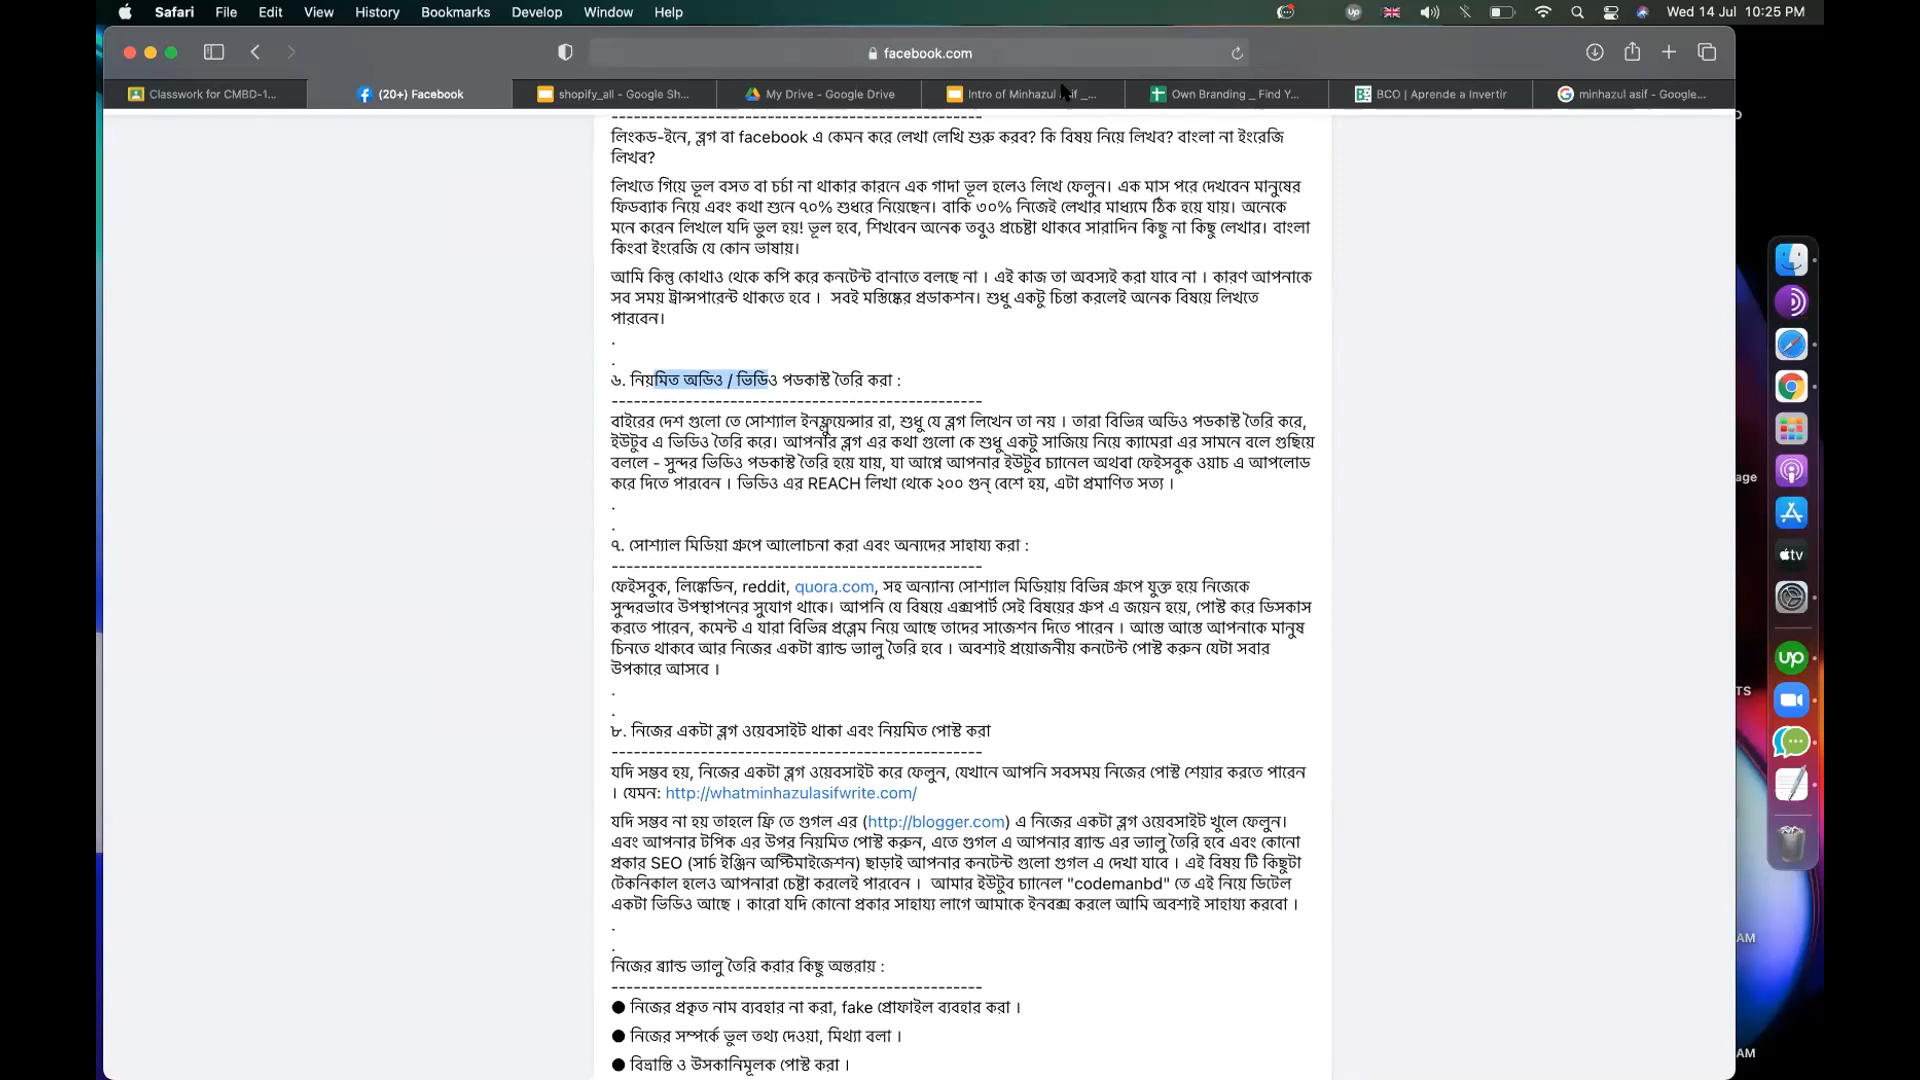 Safari File Edit View History Bookmarks Develop Window Help Wed 14 Jul 10:25 PM
facebook.com
Classwork for CMBD-1... (20+) Facebook shopify_all - Google Sh... My Drive - Google Drive Intro of Minhazul Asif _... Own Branding _ Find Y... BCO | Aprende a Invertir minhazul asif - Google...
--------------------------------------------------
লিংকড-ইনে, ব্লগ বা facebook এ কেমন করে লেখা লেখি শুরু করব? কি বিষয় নিয়ে লিখব? বাংলা না ইংরেজি
লিখব?
লিখতে গিয়ে ভূল বসত বা চর্চা না থাকার কারনে এক গাদা ভূল হলেও লিখে ফেলুন। এক মাস পরে দেখবেন মানুষের
ফিডব্যাক নিয়ে এবং কথা শুনে ৭০% শুধরে নিয়েছেন। বাকি ৩০% নিজেই লেখার মাধ্যমে ঠিক হয়ে যায়। অনেকে
মনে করেন লিখলে যদি ভুল হয়! ভূল হবে, শিখবেন অনেক তবুও প্রচেষ্টা থাকবে সারাদিন কিছু না কিছু লেখার। বাংলা
কিংবা ইংরেজি যে কোন ভাষায়।
আমি কিন্তু কোথাও থেকে কপি করে কনটেন্ট বানাতে বলছে না । এই কাজ তা অবস্যই করা যাবে না । কারণ আপনাকে
সব সময় ট্রান্সপারেন্ট থাকতে হবে । সবই মস্তিষ্কের প্রডাকশন। শুধু একটু চিন্তা করলেই অনেক বিষয়ে লিখতে
পারবেন।
.
.
৬. নিয়মিত অডিও / ভিডিও পডকাস্ট তৈরি করা :
--------------------------------------------------
বাইরের দেশ গুলো তে সোশ্যাল ইনফ্লুয়েন্সার রা, শুধু যে ব্লগ লিখেন তা নয় । তারা বিভিন্ন অডিও পডকাস্ট তৈরি করে,
ইউটুব এ ভিডিও তৈরি করে। আপনার ব্লগ এর কথা গুলো কে শুধু একটু সাজিয়ে নিয়ে ক্যামেরা এর সামনে বলে গুছিয়ে
বললে – সুন্দর ভিডিও পডকাস্ট তৈরি হয়ে যায়, যা আপ্নে আপনার ইউটুব চ্যানেল অথবা ফেইসবুক ওয়াচ এ আপলোড
করে দিতে পারবেন । ভিডিও এর REACH লিখা থেকে ২০০ গুন্ বেশে হয়, এটা প্রমাণিত সত্য ।
.
.
৭. সোশ্যাল মিডিয়া গ্রুপে আলোচনা করা এবং অন্যদের সাহায্য করা :
--------------------------------------------------
ফেইসবুক, লিঙ্কেডিন, reddit, quora.com, সহ অন্যান্য সোশ্যাল মিডিয়ায় বিভিন্ন গ্রুপে যুক্ত হয়ে নিজেকে
সুন্দরভাবে উপস্থাপনের সুযোগ থাকে। আপনি যে বিষয়ে এক্সপার্ট সেই বিষয়ের গ্রুপ এ জয়েন হয়ে, পোস্ট করে ডিসকাস
করতে পারেন, কমেন্ট এ যারা বিভিন্ন প্রব্লেম নিয়ে আছে তাদের সাজেশন দিতে পারেন । আস্তে আস্তে আপনাকে মানুষ
চিনতে থাকবে আর নিজের একটা ব্র্যান্ড ভ্যালু তৈরি হবে । অবশ্যই প্রয়োজনীয় কনটেন্ট পোস্ট করুন যেটা সবার
উপকারে আসবে ।
.
.
৮. নিজের একটা ব্লগ ওয়েবসাইট থাকা এবং নিয়মিত পোস্ট করা
--------------------------------------------------
যদি সম্ভব হয়, নিজের একটা ব্লগ ওয়েবসাইট করে ফেলুন, যেখানে আপনি সবসময় নিজের পোস্ট শেয়ার করতে পারেন
। যেমন: http://whatminhazulasifwrite.com/
যদি সম্ভব না হয় তাহলে ফ্রি তে গুগল এর (http://blogger.com) এ নিজের একটা ব্লগ ওয়েবসাইট খুলে ফেলুন।
এবং আপনার টপিক এর উপর নিয়মিত পোস্ট করুন, এতে গুগল এ আপনার ব্র্যান্ড এর ভ্যালু তৈরি হবে এবং কোনো
প্রকার SEO (সার্চ ইঞ্জিন অপ্টিমাইজেশন) ছাড়াই আপনার কনটেন্ট গুলো গুগল এ দেখা যাবে । এই বিষয় টি কিছুটা
টেকনিকাল হলেও আপনারা চেষ্টা করলেই পারবেন । আমার ইউটুব চ্যানেল "codemanbd" তে এই নিয়ে ডিটেল
একটা ভিডিও আছে । কারো যদি কোনো প্রকার সাহায্য লাগে আমাকে ইনবক্স করলে আমি অবশ্যই সাহায্য করবো ।
.
.
নিজের ব্র্যান্ড ভ্যালু তৈরি করার কিছু অন্তরায় :
--------------------------------------------------
● নিজের প্রকৃত নাম ব্যবহার না করা, fake প্রোফাইল ব্যবহার করা ।
● নিজের সম্পর্কে ভুল তথ্য দেওয়া, মিথ্যা বলা ।
● বিভ্রান্তি ও উসকানিমূলক পোস্ট করা ।
age
TS
AM
AM
tv
up